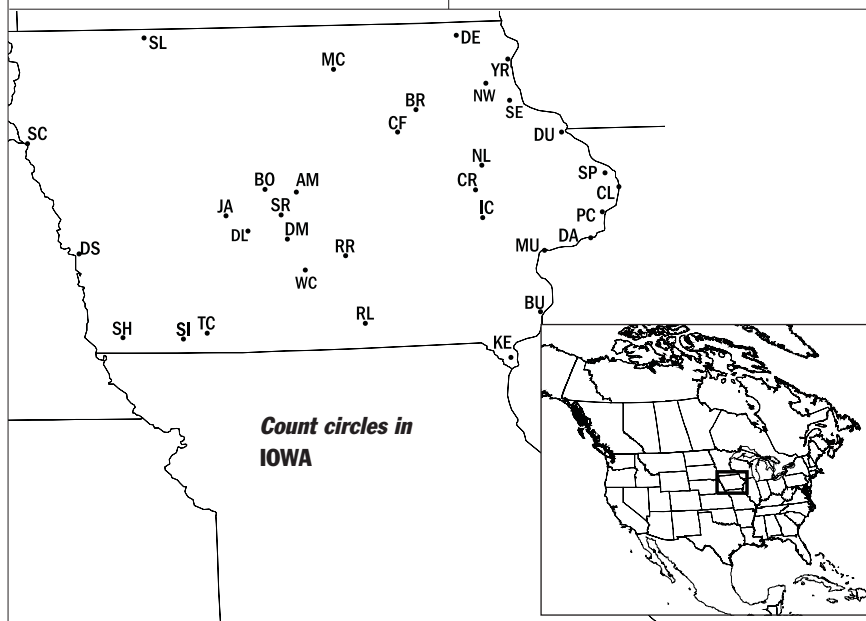 SL
DE
MC
YR
NW
BR
SE
CF
DU
SC
NL
SP
BO
AM
CR
CL
JA
SR
IC
PC
DL
DM
DA
DS
RR
MU
WC
BU
RL
TC
SH
SI
KE
Count circles in
IOWA